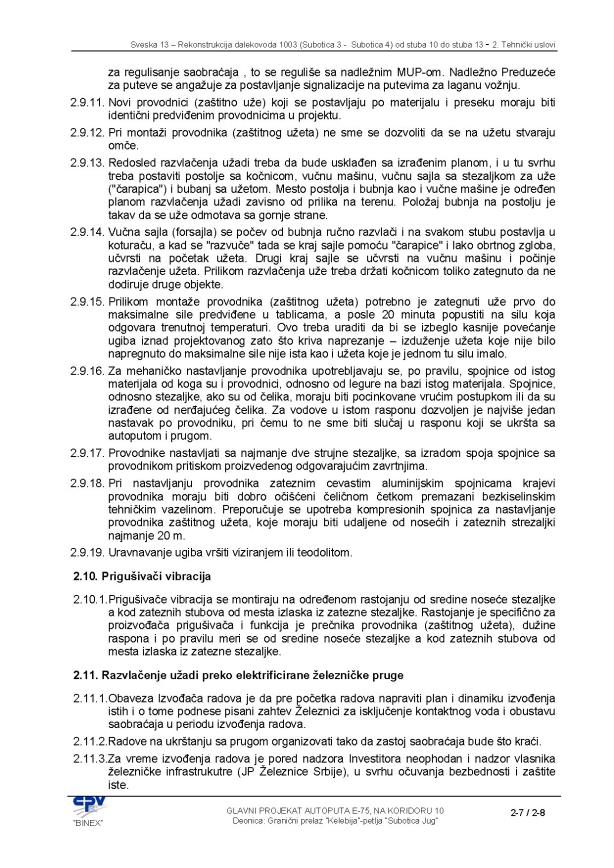 Sveska 13 – Rekonstrukcija dalekovoda 1003 (Subotica 3 - Subotica 4) od stuba 10 do stuba 13 - 2. Tehnički uslovi
za regulisanje saobraćaja , to se reguliše sa nadležnim MUP-om. Nadležno Preduzeće
za puteve se angažuje za postavljanje signalizacije na putevima za laganu vožnju.
2.9.11. Novi provodnici (zaštitno uže) koji se postavljaju po materijalu i preseku moraju biti
identični predviđenim provodnicima u projektu.
2.9.12. Pri montaži provodnika (zaštitnog užeta) ne sme se dozvoliti da se na užetu stvaraju
omče.
2.9.13. Redosled razvlačenja užadi treba da bude usklađen sa izrađenim planom, i u tu svrhu
treba postaviti postolje sa kočnicom, vučnu mašinu, vučnu sajla sa stezaljkom za uže
("čarapica") i bubanj sa užetom. Mesto postolja i bubnja kao i vučne mašine je određen
planom razvlačenja užadi zavisno od prilika na terenu. Položaj bubnja na postolju je
takav da se uže odmotava sa gornje strane.
2.9.14. Vučna sajla (forsajla) se počev od bubnja ručno razvlači i na svakom stubu postavlja u
koturaču, a kad se "razvuče" tada se kraj sajle pomoću "čarapice" i lako obrtnog zgloba,
učvrsti na početak užeta. Drugi kraj sajle se učvrsti na vučnu mašinu i počinje
razvlačenje užeta. Prilikom razvlačenja uže treba držati kočnicom toliko zategnuto da ne
dodiruje druge objekte.
2.9.15. Prilikom montaže provodnika (zaštitnog užeta) potrebno je zategnuti uže prvo do
maksimalne sile predviđene u tablicama, a posle 20 minuta popustiti na silu koja
odgovara trenutnoj temperaturi. Ovo treba uraditi da bi se izbeglo kasnije povećanje
ugiba iznad projektovanog zato što kriva naprezanje – izduženje užeta koje nije bilo
napregnuto do maksimalne sile nije ista kao i užeta koje je jednom tu silu imalo.
2.9.16. Za mehaničko nastavljanje provodnika upotrebljavaju se, po pravilu, spojnice od istog
materijala od koga su i provodnici, odnosno od legure na bazi istog materijala. Spojnice,
odnosno stezaljke, ako su od čelika, moraju biti pocinkovane vrućim postupkom ili da su
izrađene od nerđajućeg čelika. Za vodove u istom rasponu dozvoljen je najviše jedan
nastavak po provodniku, pri čemu to ne sme biti slučaj u rasponu koji se ukršta sa
autoputom i prugom.
2.9.17. Provodnike nastavljati sa najmanje dve strujne stezaljke, sa izradom spoja spojnice sa
provodnikom pritiskom proizvedenog odgovarajućim zavrtnjima.
2.9.18. Pri nastavljanju provodnika zateznim cevastim aluminijskim spojnicama krajevi
provodnika moraju biti dobro očišćeni čeličnom četkom premazani bezkiselinskim
tehničkim vazelinom. Preporučuje se upotreba kompresionih spojnica za nastavljanje
provodnika zaštitnog užeta, koje moraju biti udaljene od nosećih i zateznih strezaljki
najmanje 20 m.
2.9.19. Uravnavanje ugiba vršiti viziranjem ili teodolitom.
2.10. Prigušivači vibracija
2.10.1.Prigušivače vibracija se montiraju na određenom rastojanju od sredine noseće stezaljke
a kod zateznih stubova od mesta izlaska iz zatezne stezaljke. Rastojanje je specifično za
proizvođača prigušivača i funkcija je prečnika provodnika (zaštitnog užeta), dužine
raspona i po pravilu meri se od sredine noseće stezaljke a kod zateznih stubova od
mesta izlaska iz zatezne stezaljke.
2.11. Razvlačenje užadi preko elektrificirane železničke pruge
2.11.1.Obaveza Izvođača radova je da pre početka radova napraviti plan i dinamiku izvođenja
istih i o tome podnese pisani zahtev Železnici za isključenje kontaktnog voda i obustavu
saobraćaja u periodu izvođenja radova.
2.11.2.Radove na ukrštanju sa prugom organizovati tako da zastoj saobraćaja bude što kraći.
2.11.3.Za vreme izvođenja radova je pored nadzora Investitora neophodan i nadzor vlasnika
železničke infrastrukutre (JP Železnice Srbije), u svrhu očuvanja bezbednosti i zaštite
iste.
CPV
"BINEX"
GLAVNI PROJEKAT AUTOPUTA E-75, NA KORIDORU 10
Deonica: Granični prelaz "Kelebija"-petlja "Subotica Jug"
2-7 / 2-8